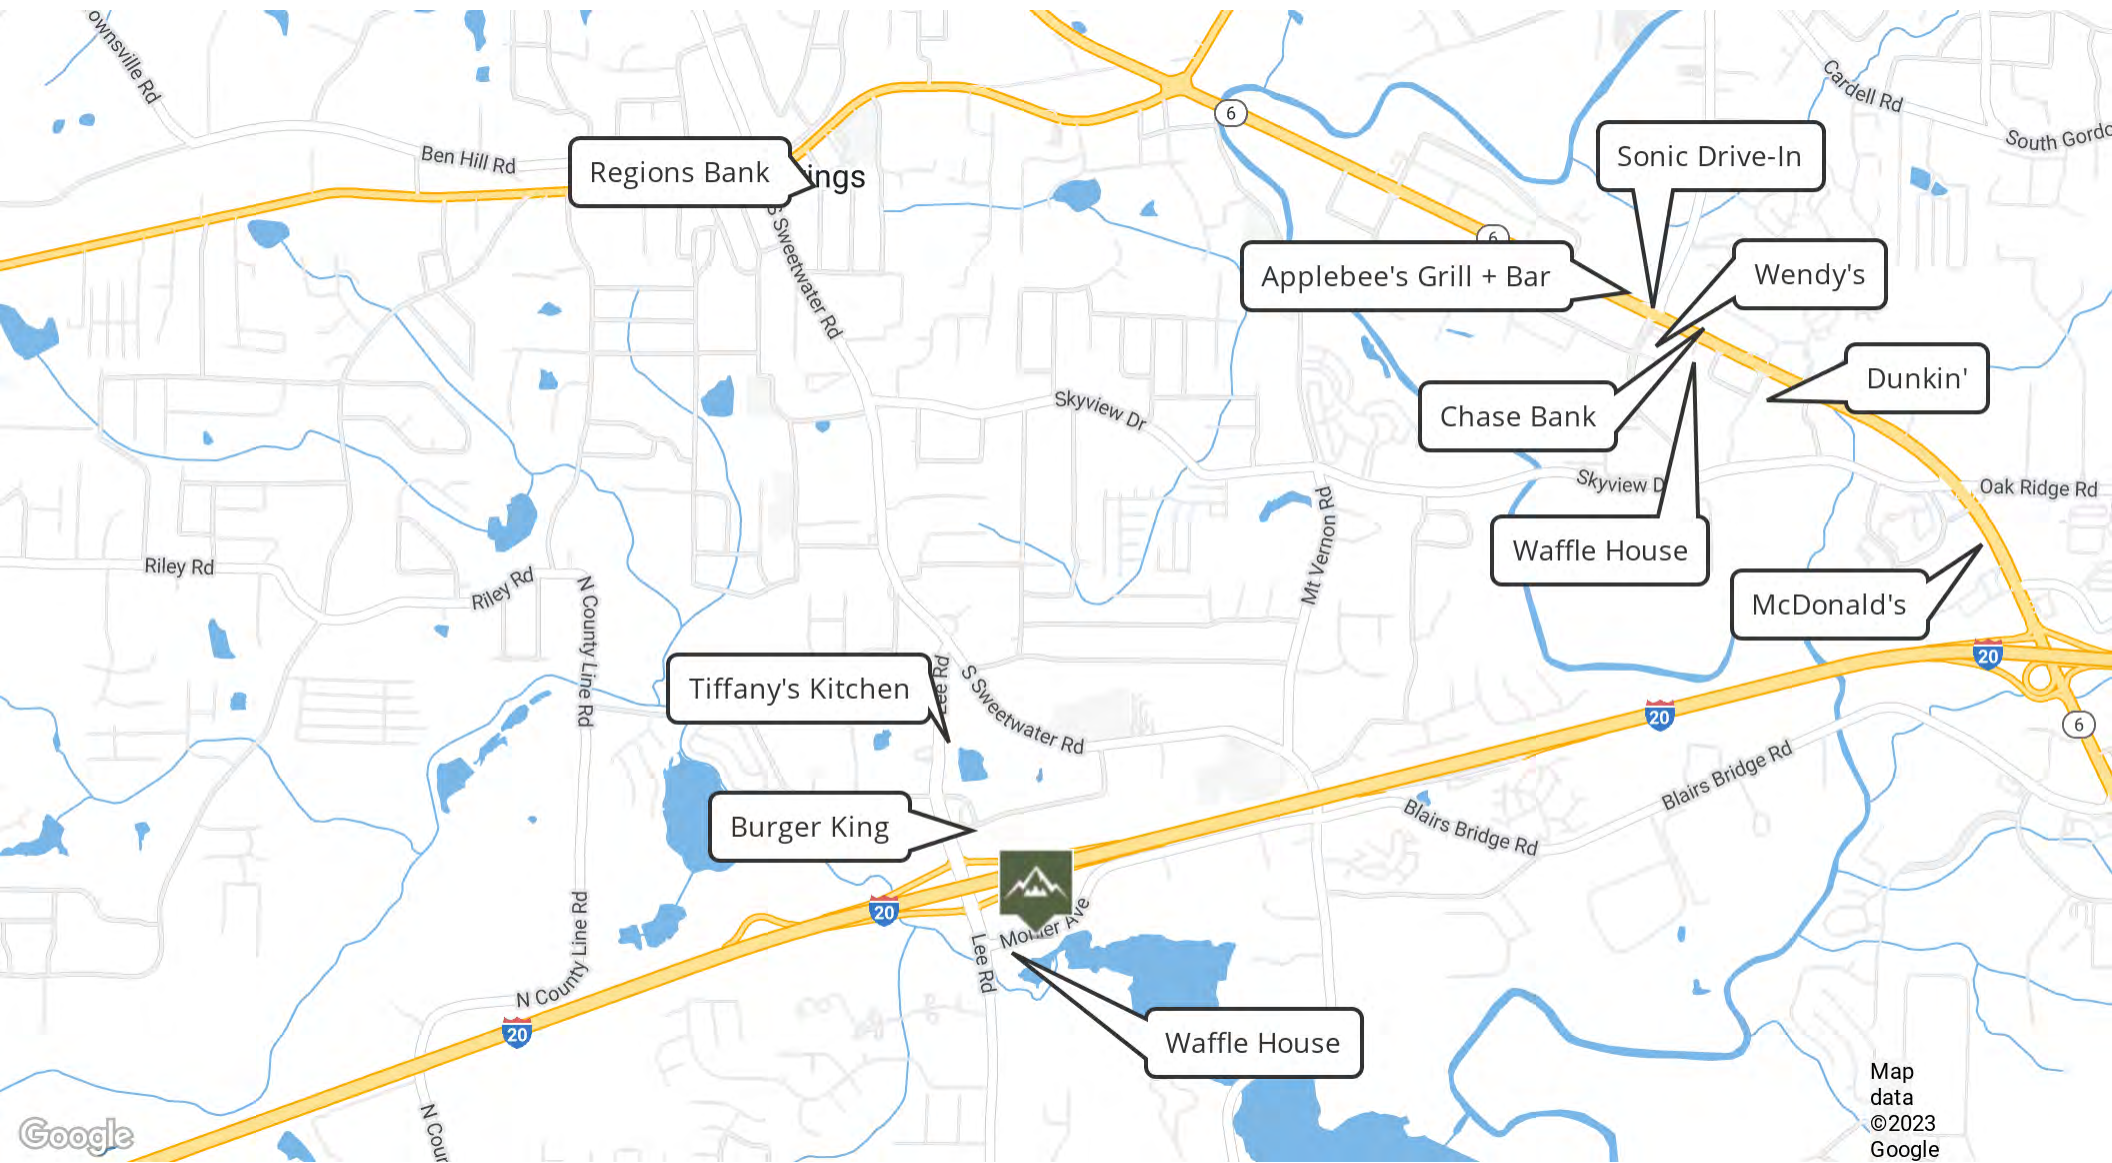 ownsville Rd
Cardell Rd
6
South Gordo
Ben Hill Rd
Regions Bank
ings
Sonic Drive-In
6
Applebee's Grill + Bar
Wendy's
S Sweetwater Rd
Dunkin'
Skyview Dr
Chase Bank
Skyview D
Oak Ridge Rd
Mt Vernon Rd
Waffle House
Riley Rd
Riley Rd
McDonald's
N County Line Rd
20
Lee Rd
Tiffany's Kitchen
S Sweetwater Rd
20
6
Blairs Bridge Rd
Burger King
Blairs Bridge Rd
20
N County Line Rd
Lee Rd
Waffle House
20
Map
data
©2023
Google
N Cour
Google